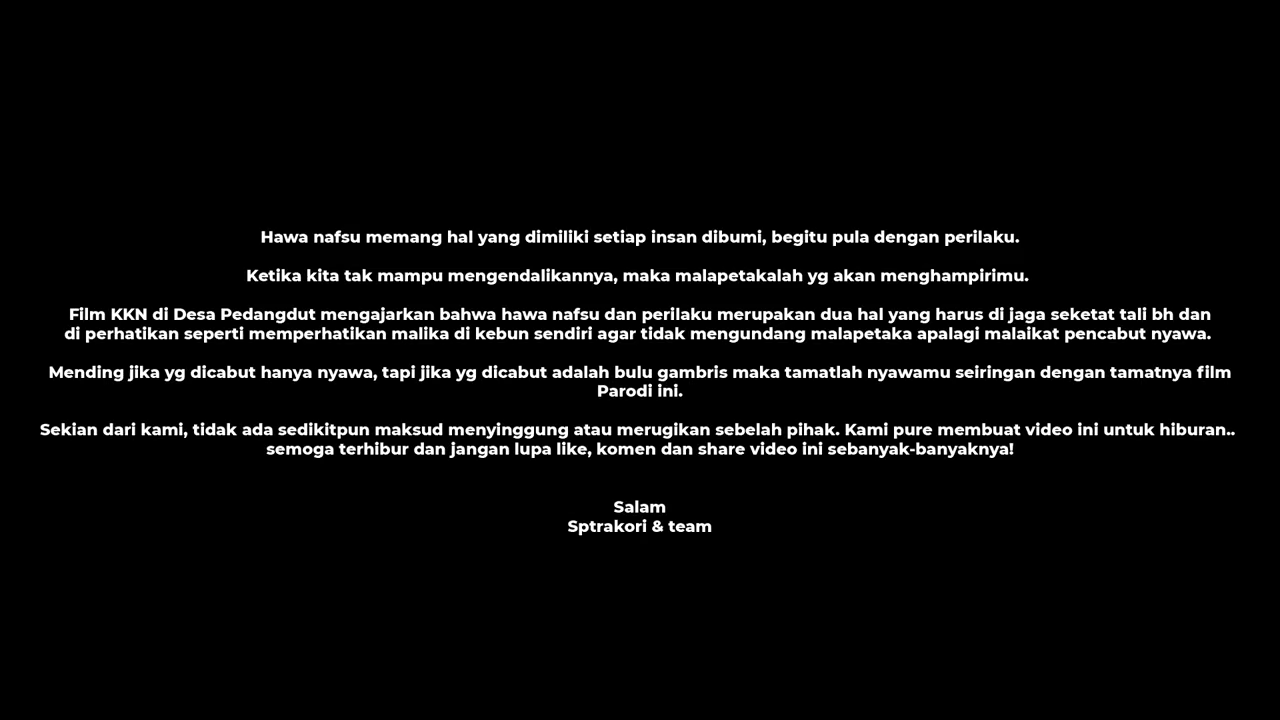 Hawa nafsu memang hal yang dimiliki setiap insan dibumi, begitu pula dengan perilaku.
Ketika kita tak mampu mengendalikannya, maka malapetakalah yg akan menghampirimu.
Film KKN di Desa Pedangdut mengajarkan bahwa hawa nafsu dan perilaku merupakan dua hal yang harus di jaga seketat tali bh dan
di perhatikan seperti memperhatikan malika di kebun sendiri agar tidak mengundang malapetaka apalagi malaikat pencabut nyawa.
Mending jika yg dicabut hanya nyawa, tapi jika yg dicabut adalah bulu gambris maka tamatlah nyawamu seiringan dengan tamatnya film
Parodi ini.
Sekian dari kami, tidak ada sedikitpun maksud menyinggung atau merugikan sebelah pihak. Kami pure membuat video ini untuk hiburan..
semoga terhibur dan jangan lupa like, komen dan share video ini sebanyak-banyaknya!
Salam
Sptrakori & team